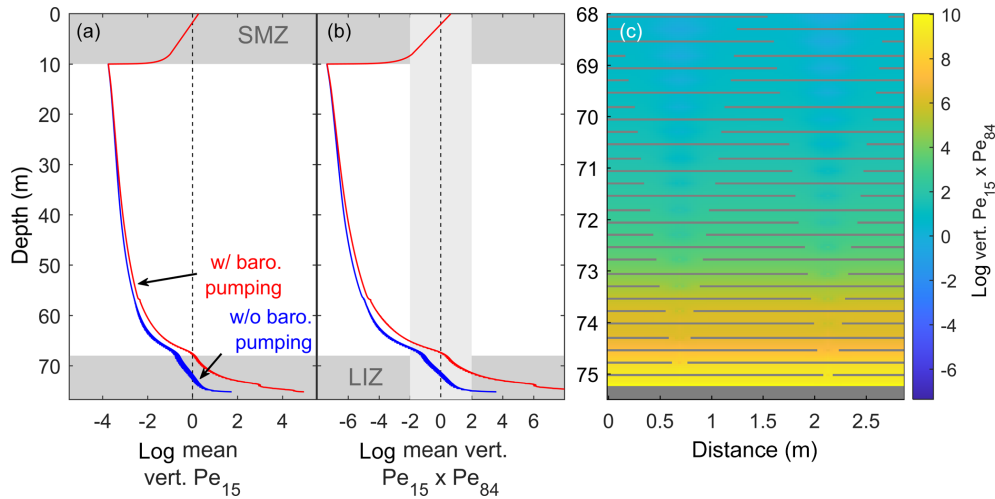 (a)
SMZ
0
10
20
30
40
50
60
70
Depth (m)
w/ baro.
pumping
w/o baro.
pumping
-4 -2 0 2 4
Log mean
vert. Pe15
(b)
LIZ
-6 -4 -2 0 2 4 6
Log mean vert.
Pe15 x Pe84
(c)
68
69
70
71
72
73
74
75
0 0.5 1 1.5 2 2.5
Distance (m)
10
8
6
4
2
0
-2
-4
-6
Log vert. Pe15 x Pe84